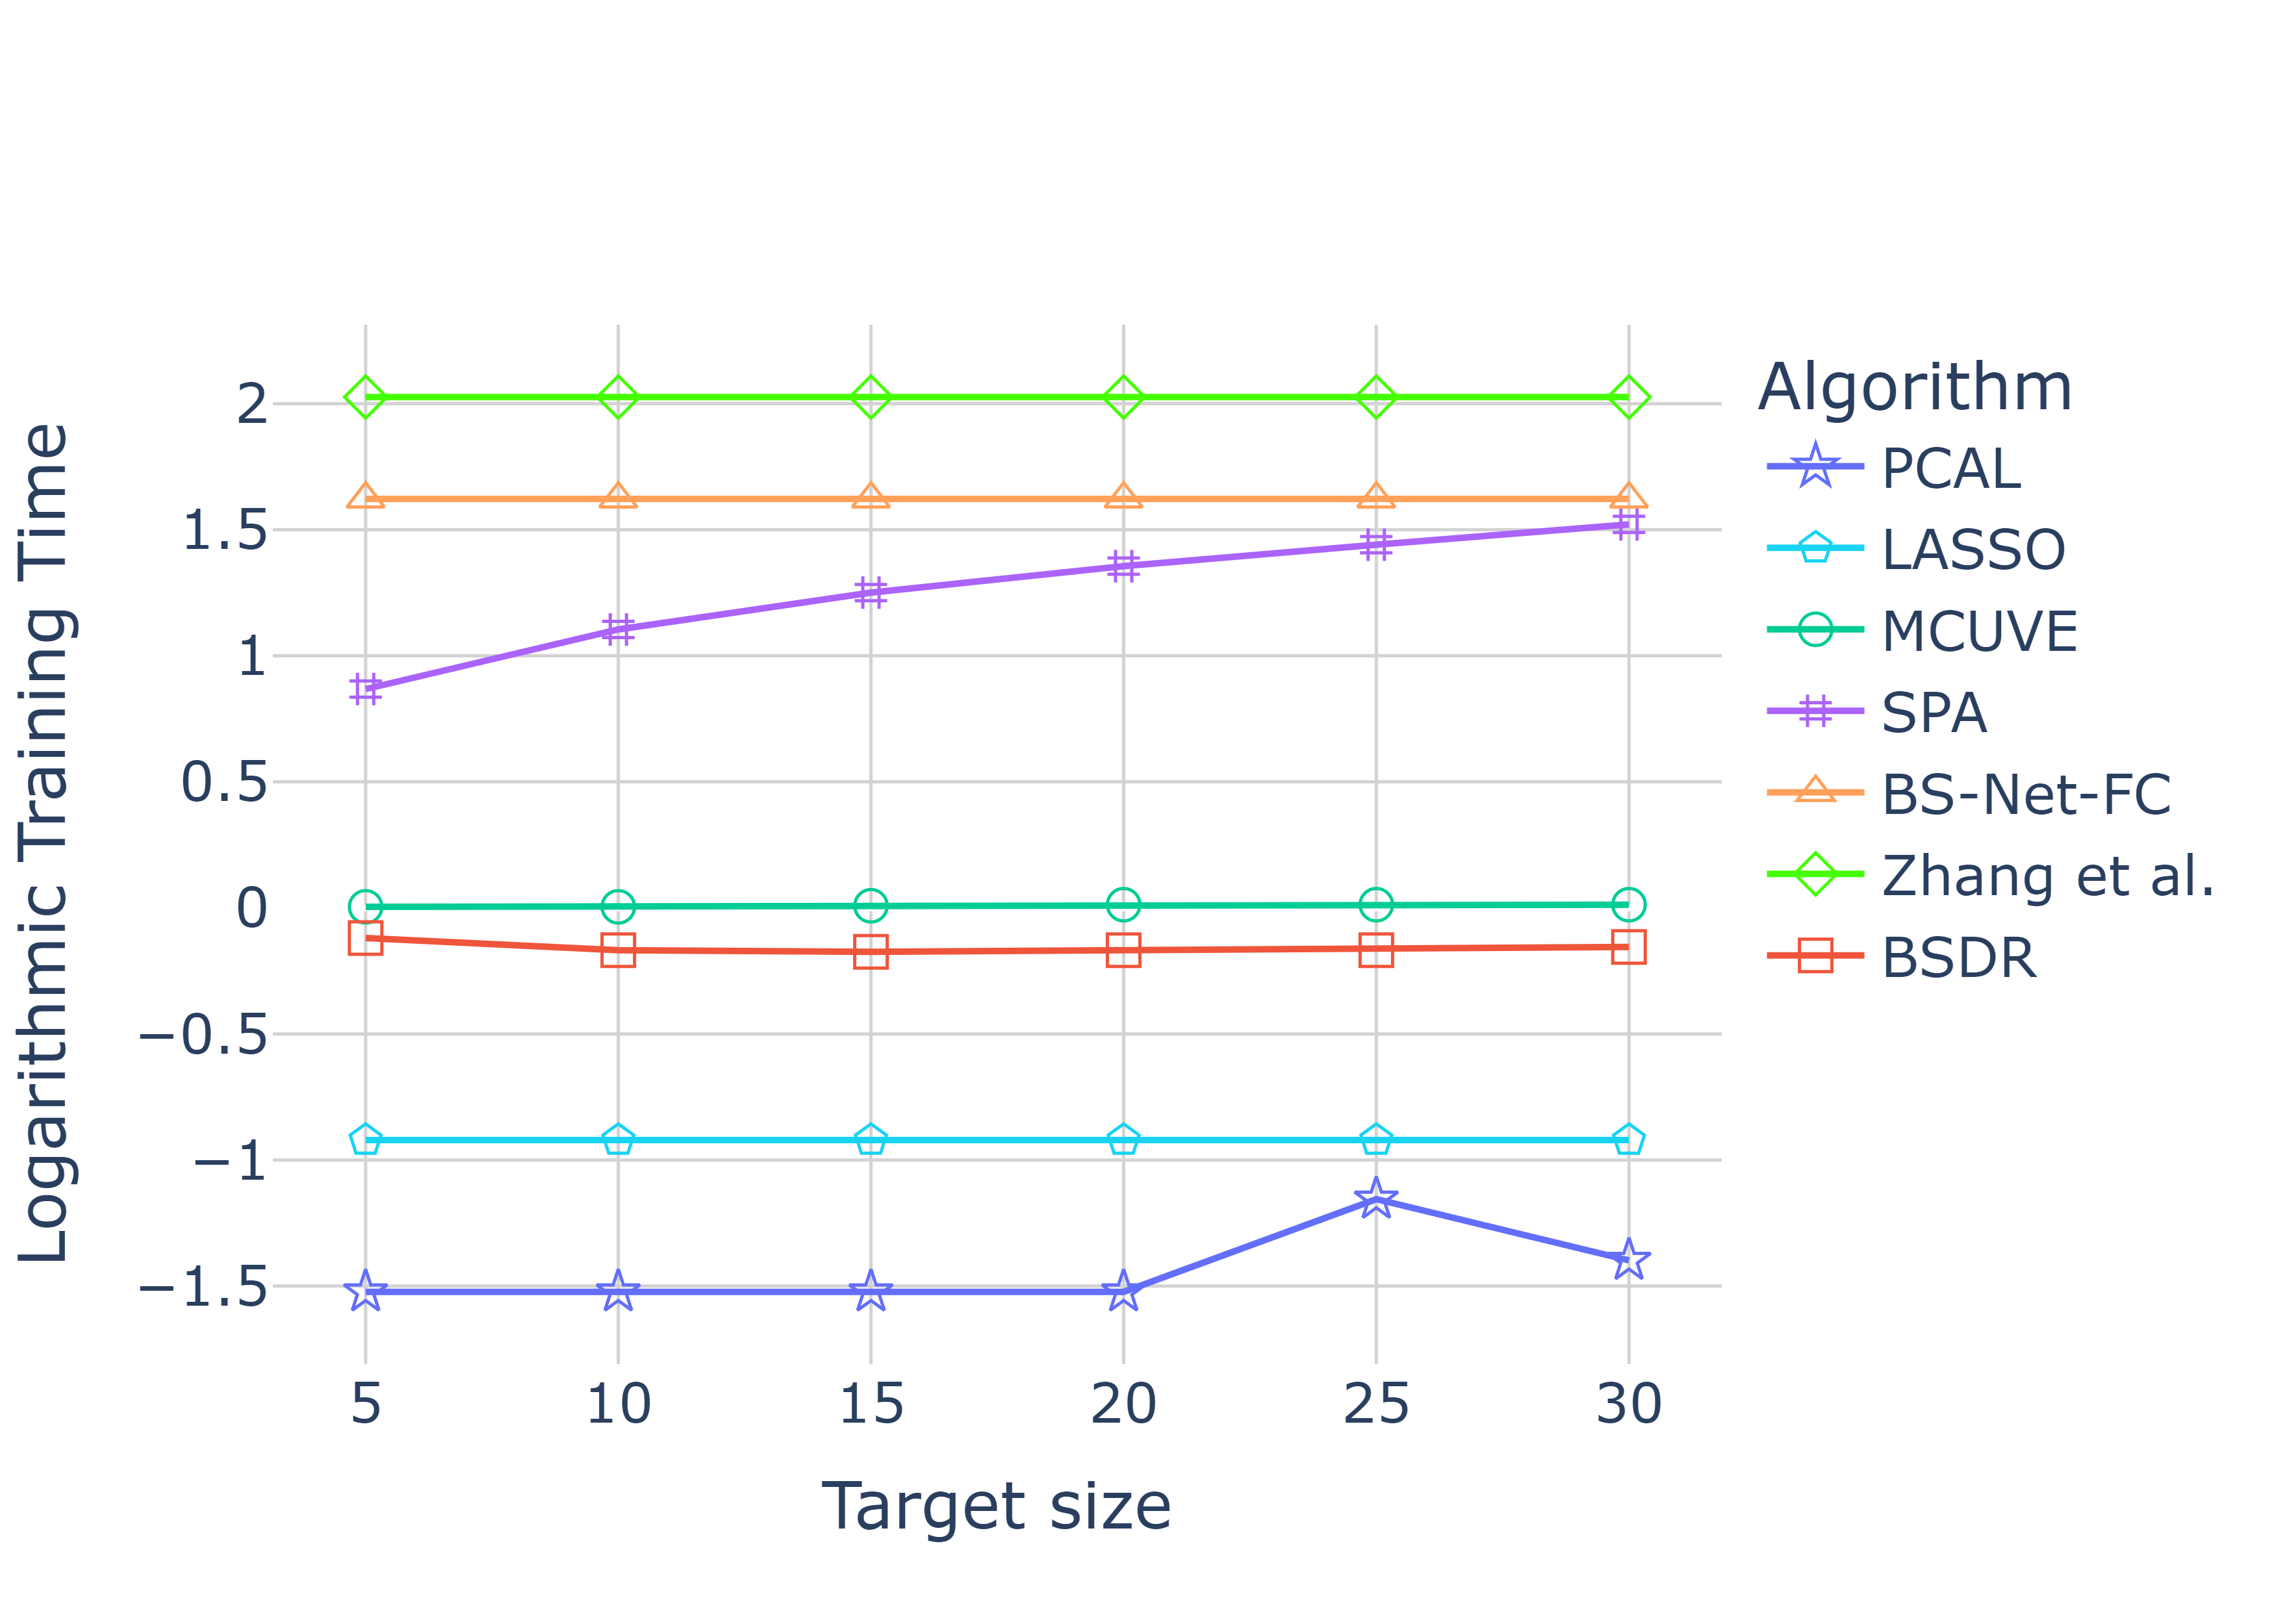 Logarithmic Training Time
2
1.5
1
0.5
0
−0.5
−1
−1.5
5 10 15 20 25 30
Target size
Algorithm
PCAL
LASSO
MCUVE
SPA
BS-Net-FC
Zhang et al.
BSDR